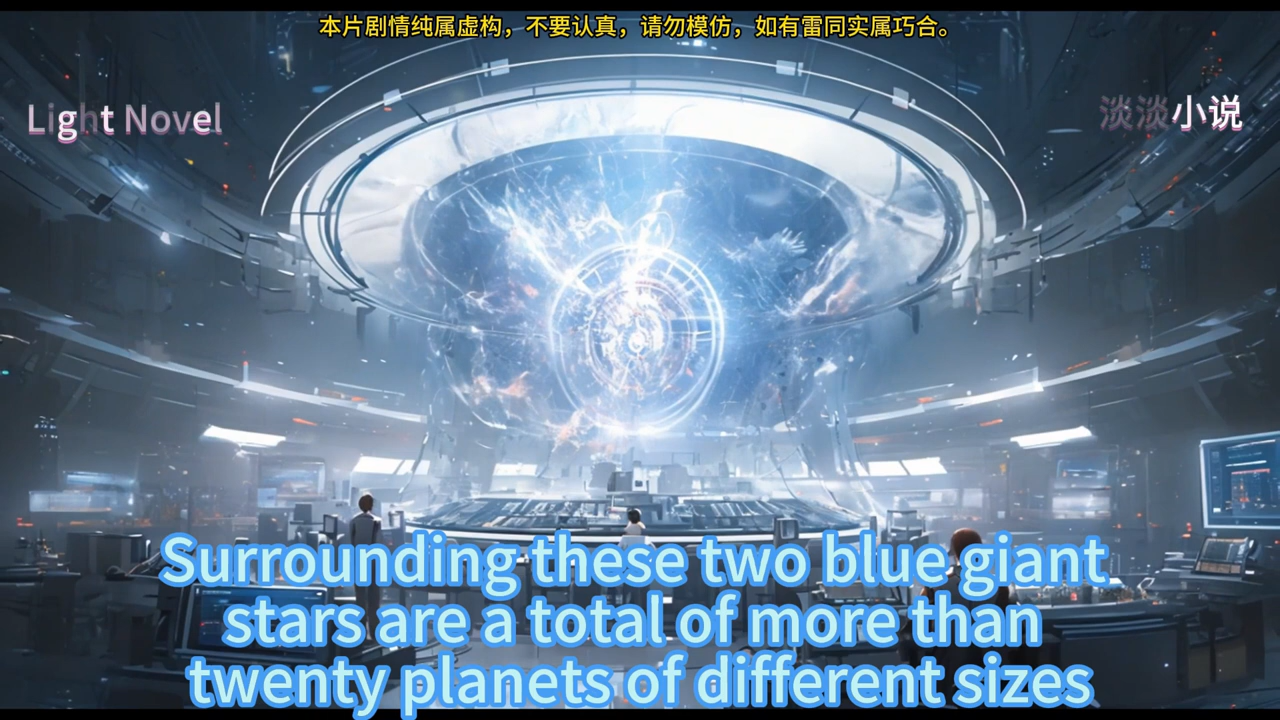 本片剧情纯属虚构，不要认真，请勿模仿，如有雷同实属巧合。
Light Novel
淡淡小说
Surrounding these two blue giant
stars are a total of more than
twenty planets of different sizes